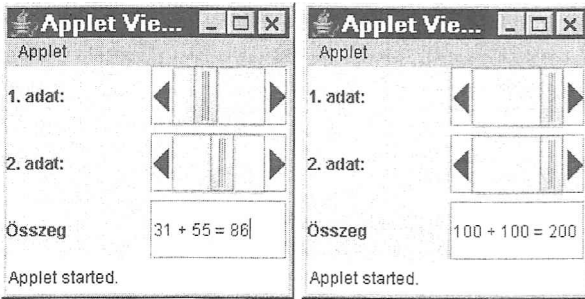 Applet Vie...
Applet
1. adat:
2. adat:
Összeg
31 + 55 = 86
Applet started.
Applet Vie...
Applet
1. adat:
2. adat:
Összeg
100 + 100 = 200
Applet started.